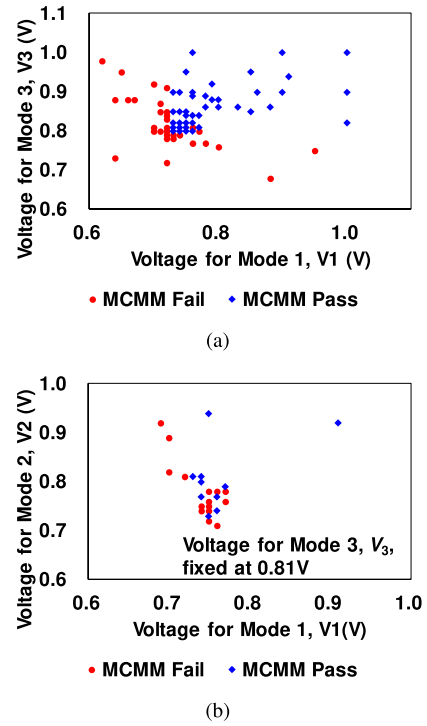 (a)
1.1
1.0
0.9
0.8
0.7
0.6
Voltage for Mode 3, V3 (V)
0.6 0.8 1.0
Voltage for Mode 1, V1 (V)
MCMM Fail MCMM Pass
(a)
1.0
0.9
0.8
0.7
0.6
Voltage for Mode 2, V2 (V)
Voltage for Mode 3, V3,
fixed at 0.81V
0.6 0.7 0.8 0.9 1.0
Voltage for Mode 1, V1(V)
MCMM Fail MCMM Pass
(b)